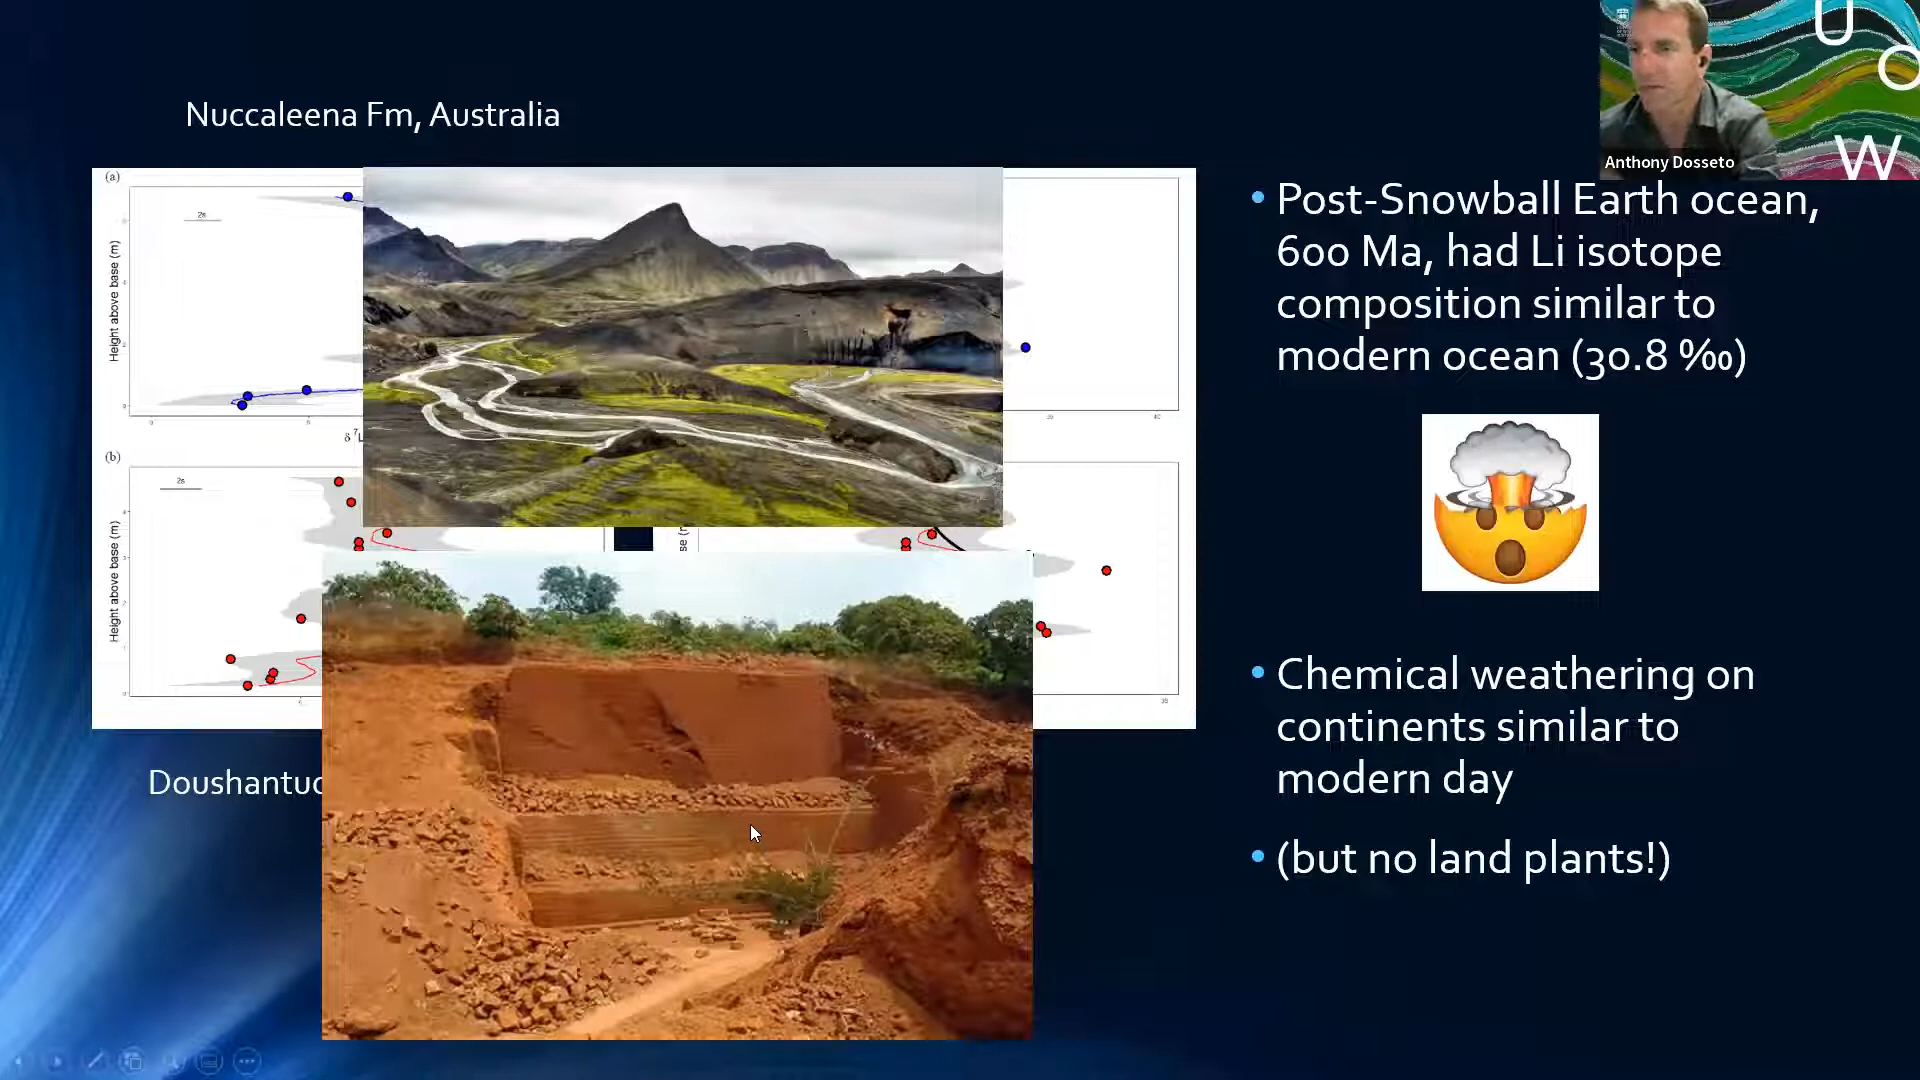 U
O
W
Anthony Dosseto
Nuccaleena Fm, Australia
(a)
2s
Height above base (m)
δ 7L
(b)
2s
Height above base (m)
Doushantuo
• Post-Snowball Earth ocean,
600 Ma, had Li isotope
composition similar to
modern ocean (30.8 ‰)
• Chemical weathering on
continents similar to
modern day
• (but no land plants!)